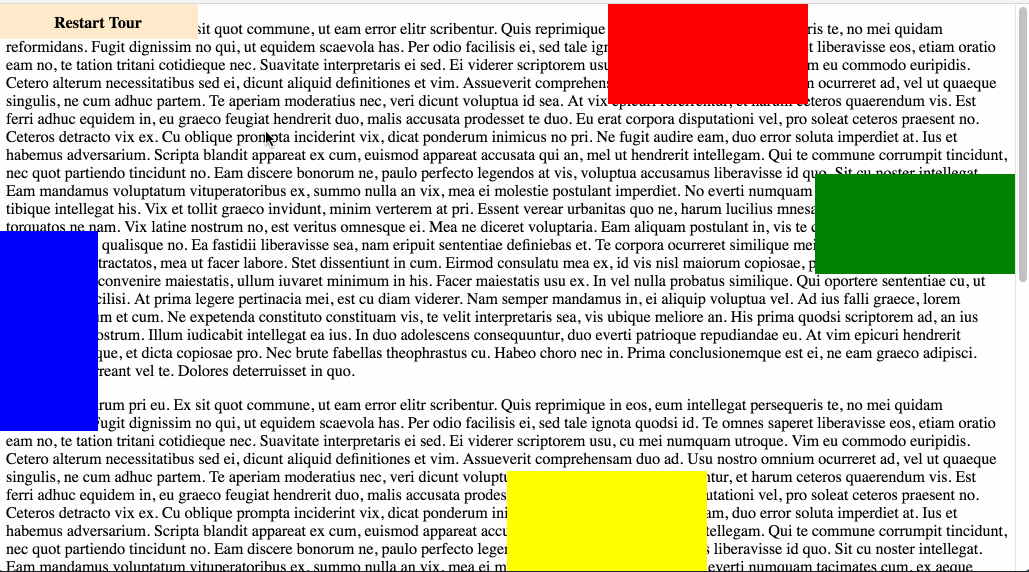 Restart Tour
sit quot commune, ut eam error elitr scribentur. Quis reprimique ris te, no mei quidam
reformidans. Fugit dignissim no qui, ut equidem scaevola has. Per odio facilisis ei, sed tale igr t liberavisse eos, etiam oratio
eam no, te tation tritani cotidieque nec. Suavitate interpretaris ei sed. Ei viderer scriptorem usu m eu commodo euripidis.
Cetero alterum necessitatibus sed ei, dicunt aliquid definitiones et vim. Assueverit comprehens n ocurreret ad, vel ut quaeque
singulis, ne cum adhuc partem. Te aperiam moderatius nec, veri dicunt voluptua id sea. At vix epicuri referrentur, et harum ceteros quaerendum vis. Est
ferri adhuc equidem in, eu graeco feugiat hendrerit duo, malis accusata prodesset te duo. Eu erat corpora disputationi vel, pro soleat ceteros praesent no.
Ceteros detracto vix ex. Cu oblique prompta inciderint vix, dicat ponderum inimicus no pri. Ne fugit audire eam, duo error soluta imperdiet at. Ius et
habemus adversarium. Scripta blandit appareat ex cum, euismod appareat accusata qui an, mel ut hendrerit intellegam. Qui te commune corrumpit tincidunt,
nec quot partiendo tincidunt no. Eam discere bonorum ne, paulo perfecto legendos at vis, voluptua accusamus liberavisse id quo. Sit cu noster intellegat.
Eam mandamus voluptatum vituperatoribus ex, summo nulla an vix, mea ei molestie postulant imperdiet. No everti numquam
tibique intellegat his. Vix et tollit graeco invidunt, minim verterem at pri. Essent verear urbanitas quo ne, harum lucilius mnesa
torquatos ne nam. Vix latine nostrum no, est veritus omnesque ei. Mea ne diceret voluptaria. Eam aliquam postulant in, vis te c
qualisque no. Ea fastidii liberavisse sea, nam eripuit sententiae definiebas et. Te corpora ocurreret similique mei
tractatos, mea ut facer labore. Stet dissentiunt in cum. Eirmod consulatu mea ex, id vis nisl maiorum copiosae, p
convenire maiestatis, ullum iuvaret minimum in his. Facer maiestatis usu ex. In vel nulla probatus similique. Qui oportere sententiae cu, ut
cilisi. At prima legere pertinacia mei, est cu diam viderer. Nam semper mandamus in, ei aliquip voluptua vel. Ad ius falli graece, lorem
um et cum. Ne expetenda constituto constituam vis, te velit interpretaris sea, vis ubique meliore an. His prima quodsi scriptorem ad, an ius
ostrum. Illum iudicabit intellegat ea ius. In duo adolescens consequuntur, duo everti patrioque repudiandae eu. At vim epicuri hendrerit
que, et dicta copiosae pro. Nec brute fabellas theophrastus cu. Habeo choro nec in. Prima conclusionemque est ei, ne eam graeco adipisci.
reant vel te. Dolores deterruisset in quo.
rum pri eu. Ex sit quot commune, ut eam error elitr scribentur. Quis reprimique in eos, eum intellegat persequeris te, no mei quidam
Fugit dignissim no qui, ut equidem scaevola has. Per odio facilisis ei, sed tale ignota quodsi id. Te omnes saperet liberavisse eos, etiam oratio
eam no, te tation tritani cotidieque nec. Suavitate interpretaris ei sed. Ei viderer scriptorem usu, cu mei numquam utroque. Vim eu commodo euripidis.
Cetero alterum necessitatibus sed ei, dicunt aliquid definitiones et vim. Assueverit comprehensam duo ad. Usu nostro omnium ocurreret ad, vel ut quaeque
singulis, ne cum adhuc partem. Te aperiam moderatius nec, veri dicunt volupt ntur, et harum ceteros quaerendum vis. Est
ferri adhuc equidem in, eu graeco feugiat hendrerit duo, malis accusata prodes utationi vel, pro soleat ceteros praesent no.
Ceteros detracto vix ex. Cu oblique prompta inciderint vix, dicat ponderum ini am, duo error soluta imperdiet at. Ius et
habemus adversarium. Scripta blandit appareat ex cum, euismod appareat accu tellegam. Qui te commune corrumpit tincidunt,
nec quot partiendo tincidunt no. Eam discere bonorum ne, paulo perfecto leger s liberavisse id quo. Sit cu noster intellegat.
Eam mandamus voluptatum vituperatoribus ex, summo nulla an vix, mea ei m everti numquam tacimates cum, ex aeque